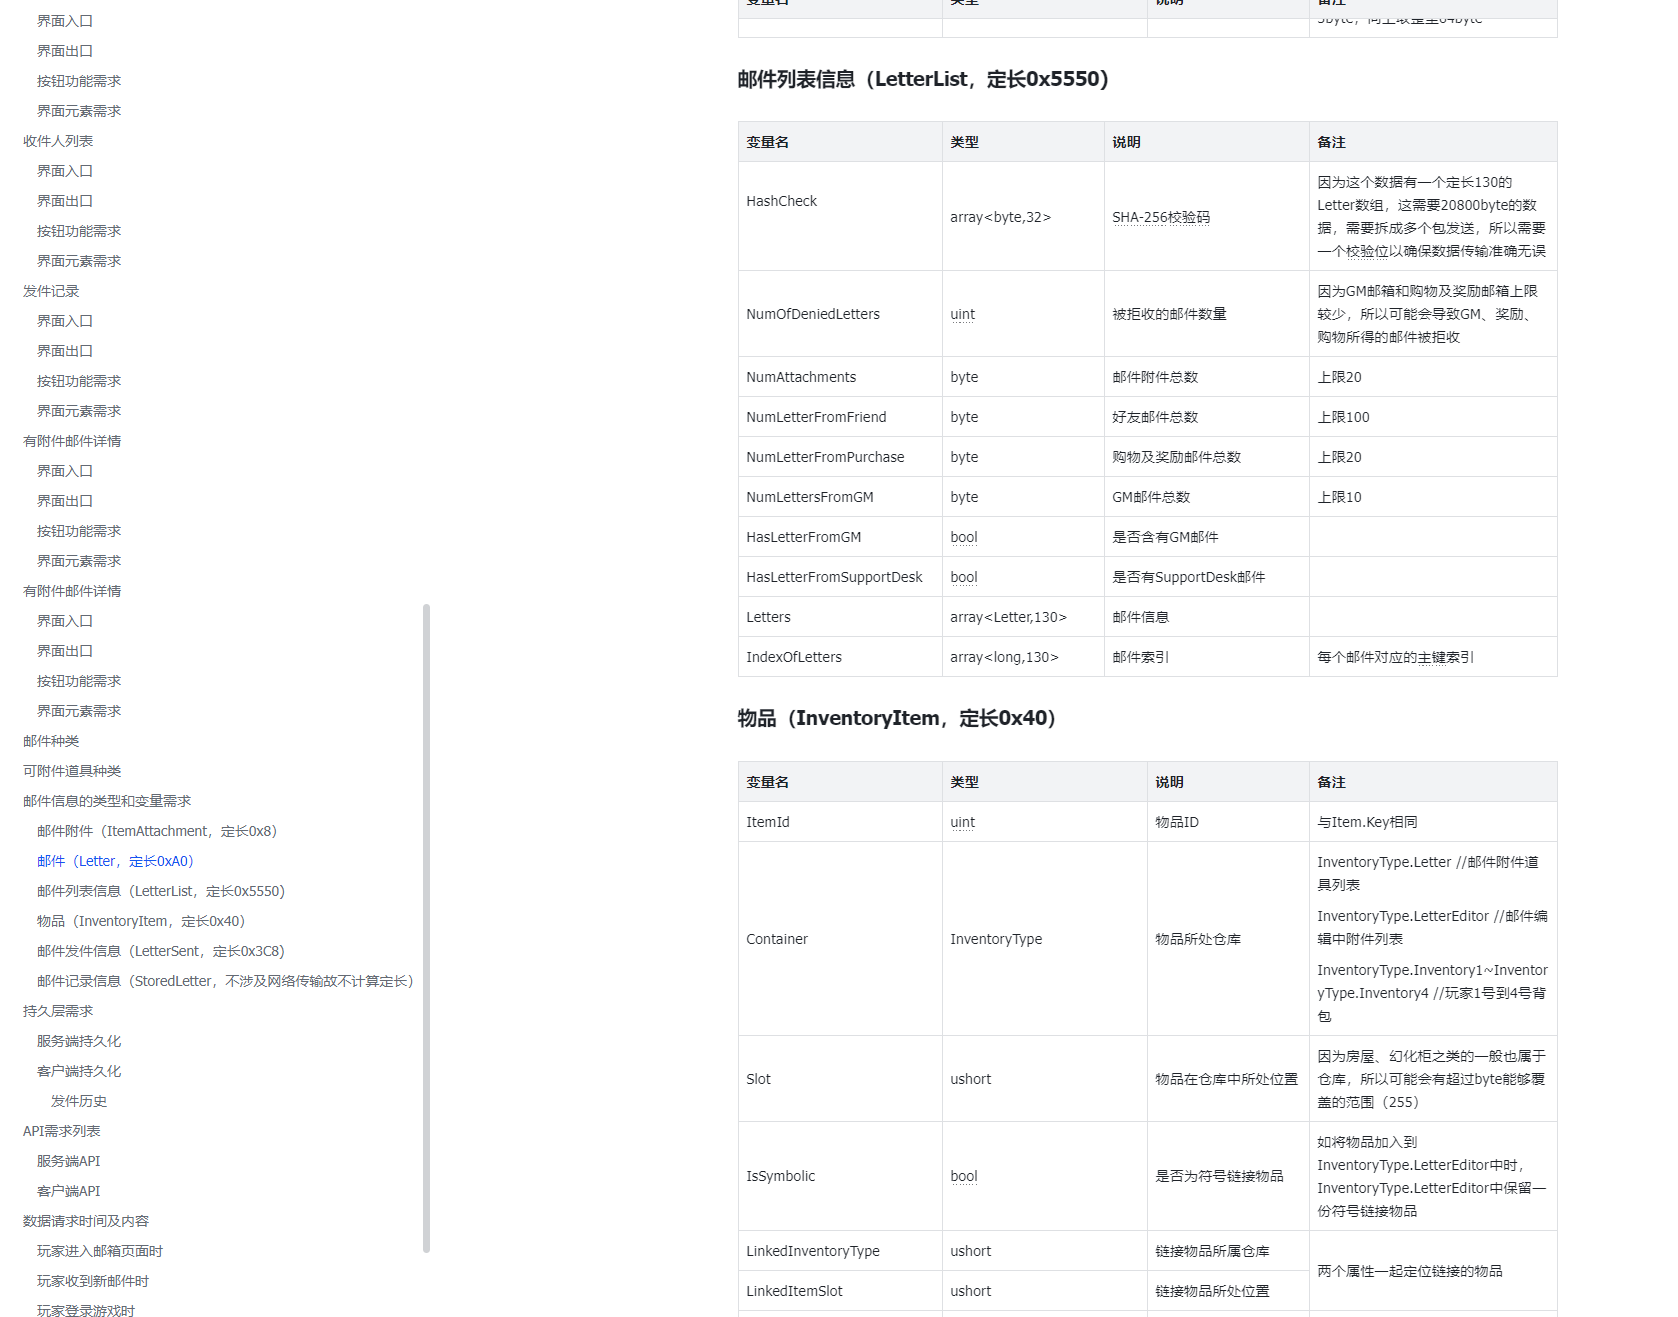 界面入口
界面出口
按钮功能需求
界面元素需求
收件人列表
界面入口
界面出口
按钮功能需求
界面元素需求
发件记录
界面入口
界面出口
按钮功能需求
界面元素需求
有附件邮件详情
界面入口
界面出口
按钮功能需求
界面元素需求
有附件邮件详情
界面入口
界面出口
按钮功能需求
界面元素需求
邮件种类
可附件道具种类
邮件信息的类型和变量需求
邮件附件（ItemAttachment，定长0x8）
邮件（Letter，定长0xA0）
邮件列表信息（LetterList，定长0x5550）
物品（InventoryItem，定长0x40）
邮件发件信息（LetterSent，定长0x3C8）
邮件记录信息（StoredLetter，不涉及网络传输故不计算定长）
持久层需求
服务端持久化
客户端持久化
发件历史
API需求列表
服务端API
客户端API
数据请求时间及内容
玩家进入邮箱页面时
玩家收到新邮件时
玩家登录游戏时
变量名 类型 说明 备注
5byte，向上取整至64byte
邮件列表信息（LetterList，定长0x5550）
变量名 类型 说明 备注
HashCheck array<byte,32> SHA-256校验码 因为这个数据有一个定长130的
Letter数组，这需要20800byte的数
据，需要拆成多个包发送，所以需要
一个校验位以确保数据传输准确无误
NumOfDeniedLetters uint 被拒收的邮件数量 因为GM邮箱和购物及奖励邮箱上限
较少，所以可能会导致GM、奖励、
购物所得的邮件被拒收
NumAttachments byte 邮件附件总数 上限20
NumLetterFromFriend byte 好友邮件总数 上限100
NumLetterFromPurchase byte 购物及奖励邮件总数 上限20
NumLettersFromGM byte GM邮件总数 上限10
HasLetterFromGM bool 是否含有GM邮件
HasLetterFromSupportDesk bool 是否有SupportDesk邮件
Letters array<Letter,130> 邮件信息
IndexOfLetters array<long,130> 邮件索引 每个邮件对应的主键索引
物品（InventoryItem，定长0x40）
变量名 类型 说明 备注
ItemId uint 物品ID 与Item.Key相同
Container InventoryType 物品所处仓库 InventoryType.Letter //邮件附件道
具列表
InventoryType.LetterEditor //邮件编
辑中附件列表
InventoryType.Inventory1~Inventor
yType.Inventory4 //玩家1号到4号背
包
Slot ushort 物品在仓库中所处位置 因为房屋、幻化柜之类的一般也属于
仓库，所以可能会有超过byte能够覆
盖的范围（255）
IsSymbolic bool 是否为符号链接物品 如将物品加入到
InventoryType.LetterEditor中时，
InventoryType.LetterEditor中保留一
份符号链接物品
LinkedInventoryType ushort 链接物品所属仓库 两个属性一起定位链接的物品
LinkedItemSlot ushort 链接物品所处位置